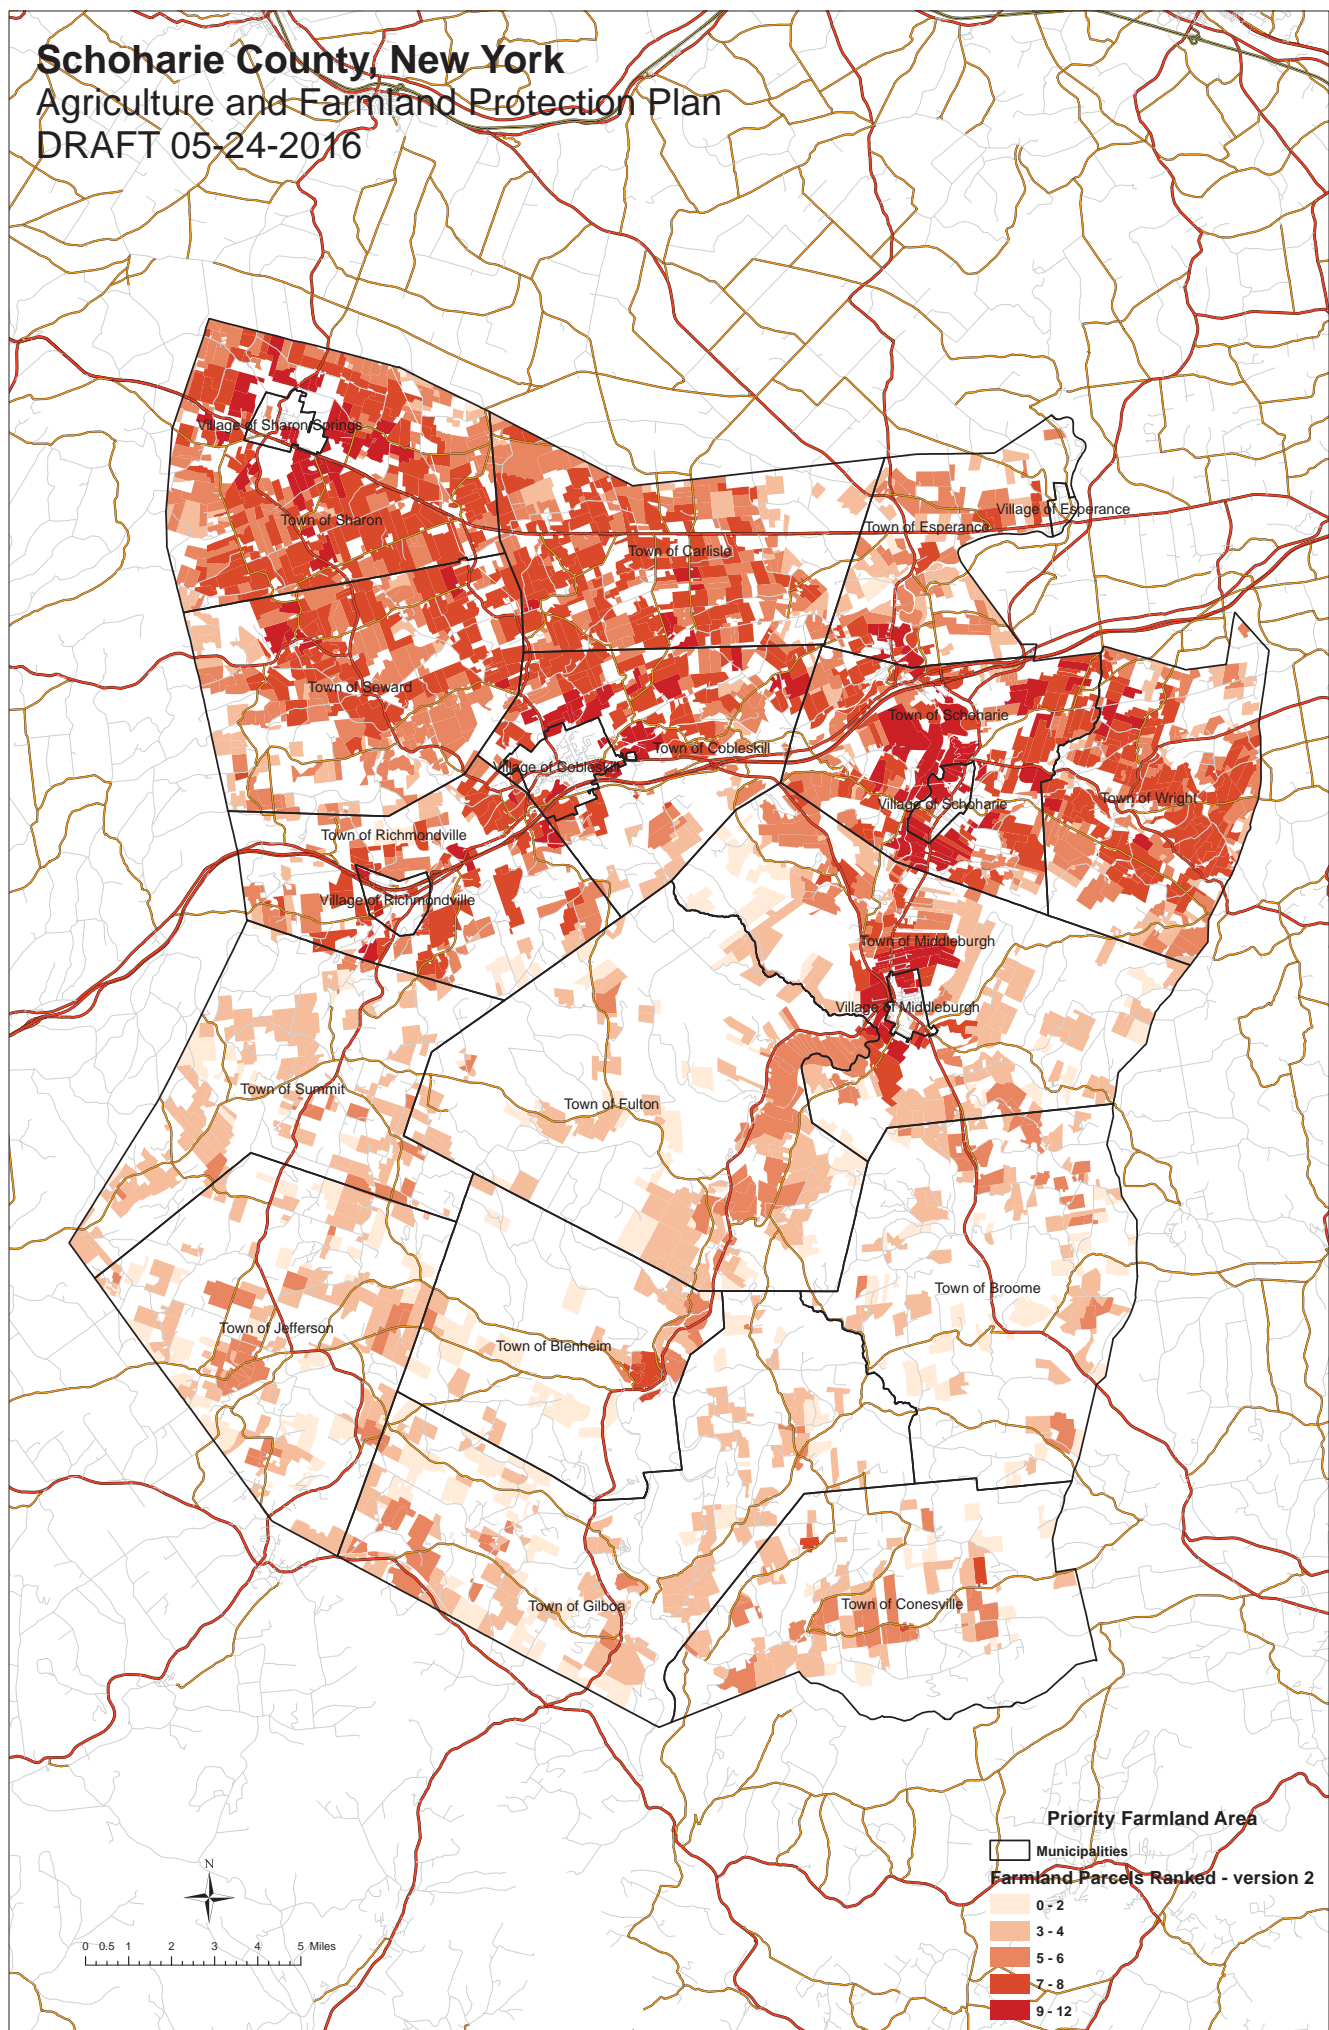 Schoharie County, New York
Agriculture and Farmland Protection Plan
DRAFT 05-24-2016
Village of Sharon Springs
Town of Sharon
Village of Esperance
Town of Esperance
Town of Carlisle
Town of Seward
Town of Schoharie
Town of Cobleskill
Village of Cobleskill
Town of Wright
Village of Schoharie
Town of Richmondville
Village of Richmondville
Town of Middleburgh
Village of Middleburgh
Town of Summit
Town of Fulton
Town of Broome
Town of Jefferson
Town of Blenheim
Town of Gilboa
Town of Conesville
Priority Farmland Area
Municipalities
Farmland Parcels Ranked - version 2
0 - 2
3 - 4
5 - 6
7 - 8
9 - 12
N
0 0.5 1 2 3 4 5 Miles